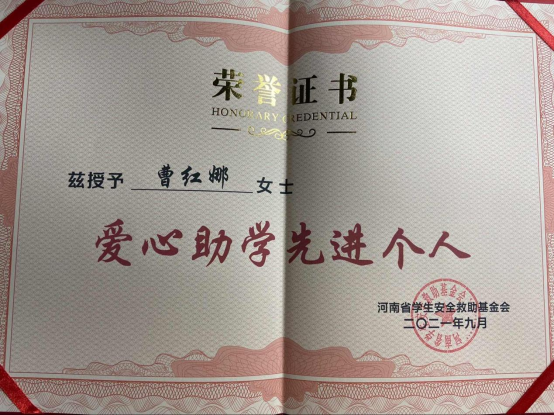 荣誉证书
HONORARY CREDENTIAL
兹授予 曹红娜 女士
爱心助学先进个人
河南省学生安全救助基金会
二〇二一年九月